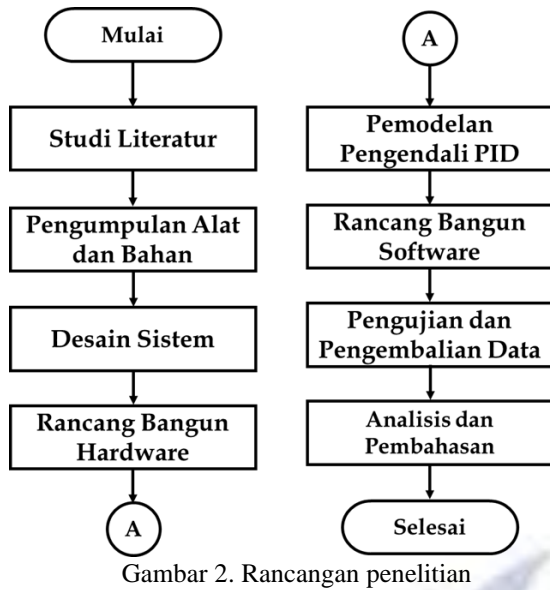 Mulai
Studi Literatur
Pengumpulan Alat
dan Bahan
Desain Sistem
Rancang Bangun
Hardware
A
A
Pemodelan
Pengendali PID
Rancang Bangun
Software
Pengujian dan
Pengembalian Data
Analisis dan
Pembahasan
Selesai
Gambar 2. Rancangan penelitian